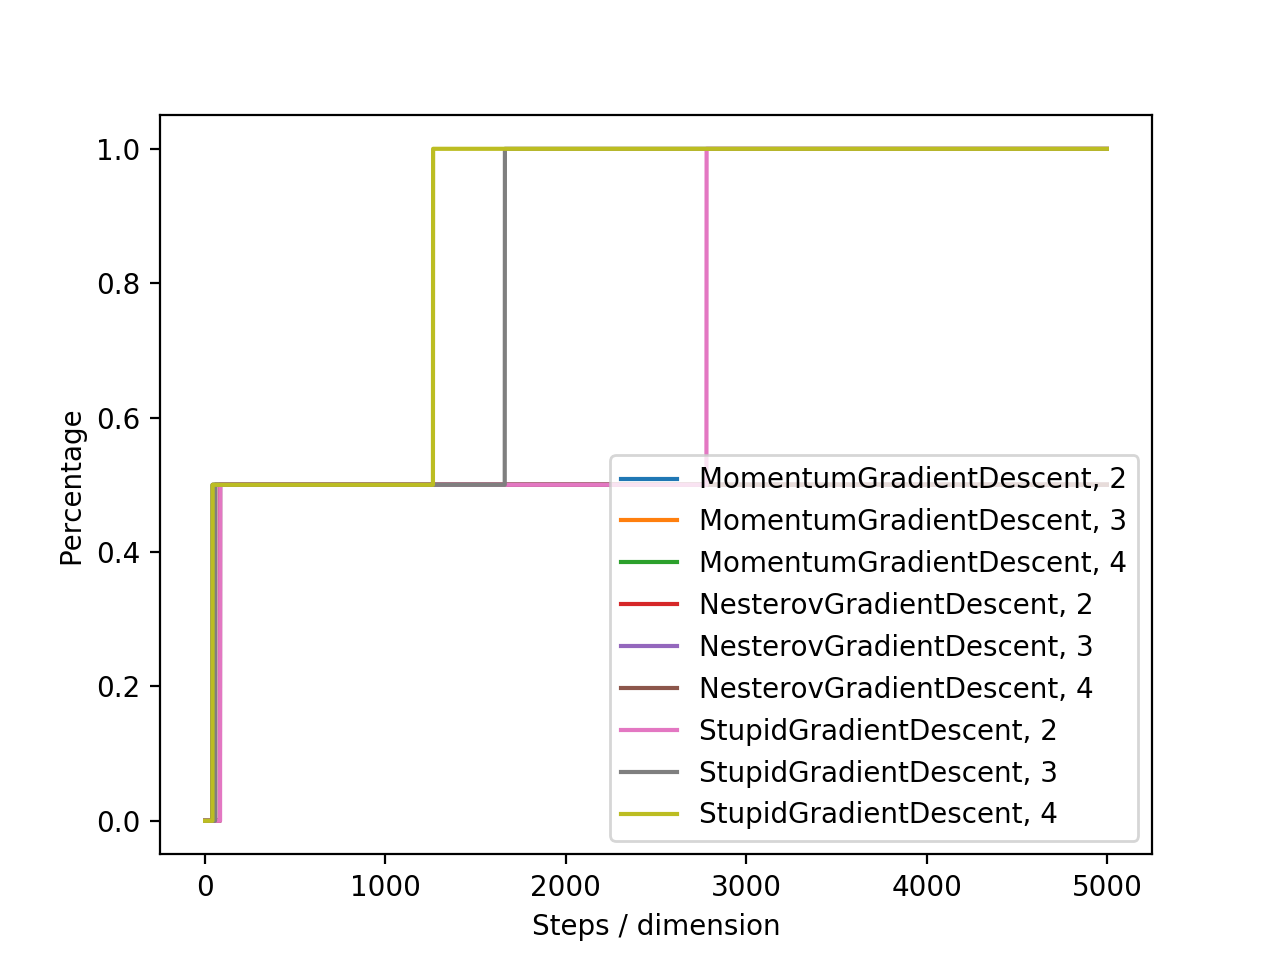 1.0
0.8
0.6
0.4
0.2
0.0
Percentage
MomentumGradientDescent, 2
MomentumGradientDescent, 3
MomentumGradientDescent, 4
NesterovGradientDescent, 2
NesterovGradientDescent, 3
NesterovGradientDescent, 4
StupidGradientDescent, 2
StupidGradientDescent, 3
StupidGradientDescent, 4
0 1000 2000 3000 4000 5000
Steps / dimension